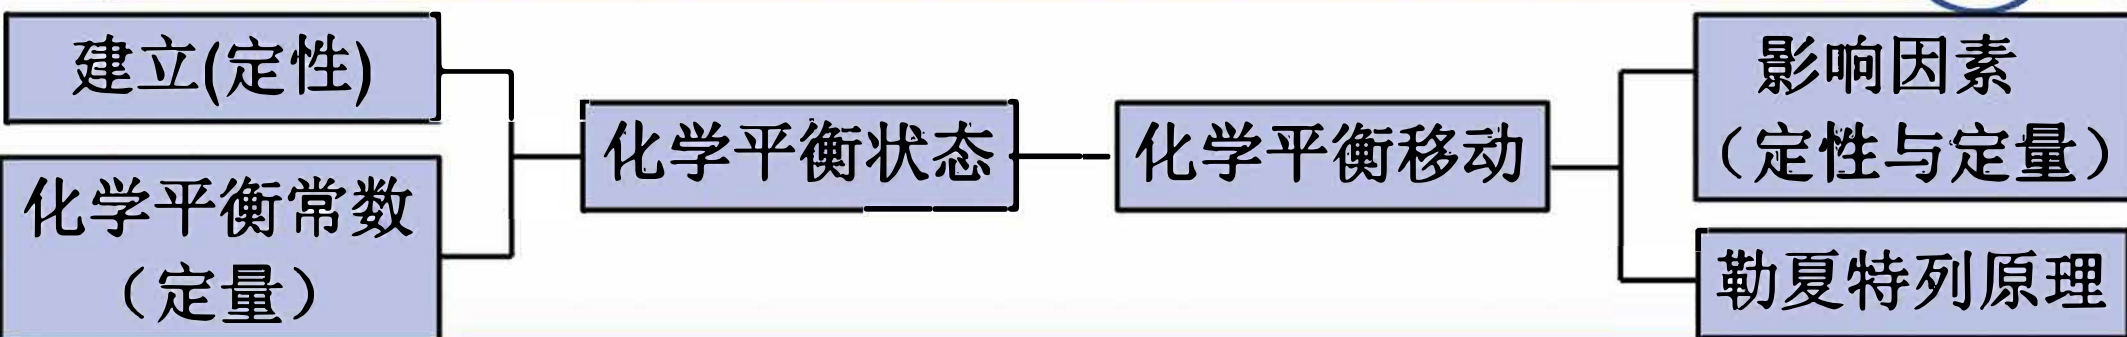 建立(定性)
化学平衡常数
（定量）
化学平衡状态
化学平衡移动
影响因素
（定性与定量）
勒夏特列原理